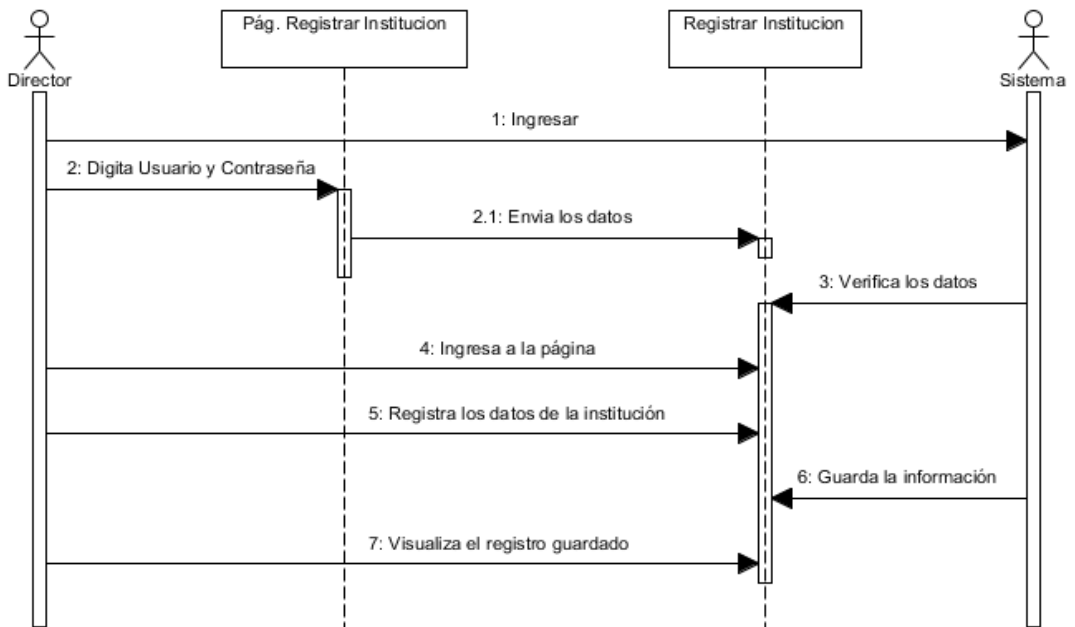 Pág. Registrar Institucion
Registrar Institucion
Director
Sistema
1: Ingresar
2: Digita Usuario y Contraseña
2.1: Envia los datos
3: Verifica los datos
4: Ingresa a la página
5: Registra los datos de la institución
6: Guarda la información
7: Visualiza el registro guardado